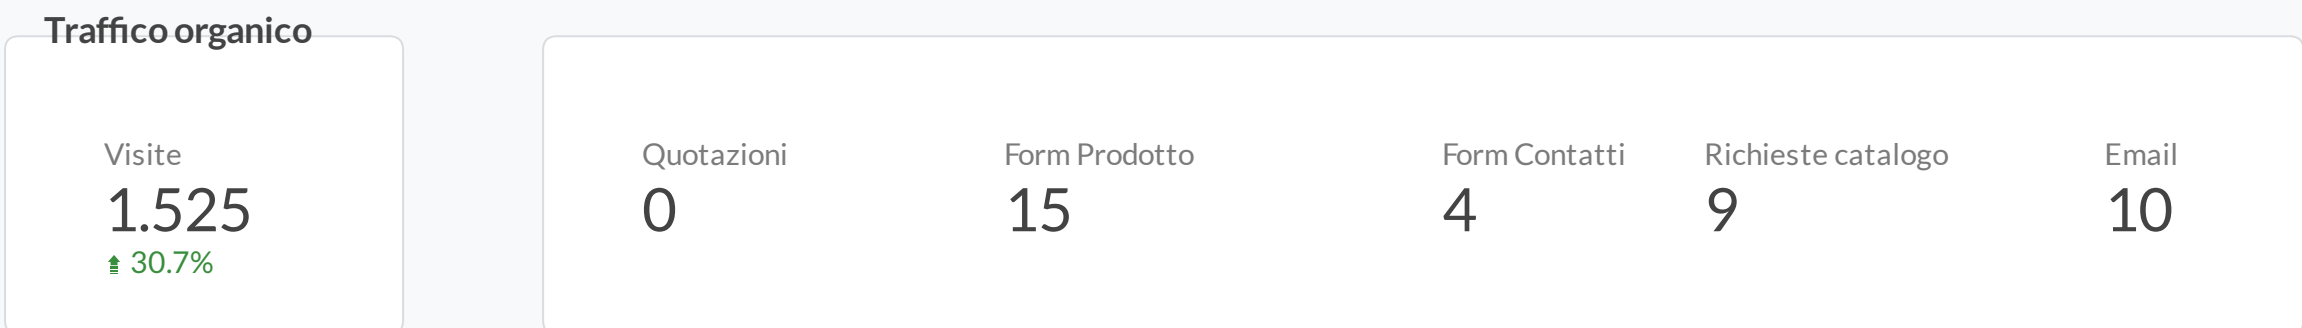 Traffico organico
Visite
1.525
30.7%
Quotazioni
0
Form Prodotto
15
Form Contatti
4
Richieste catalogo
9
Email
10